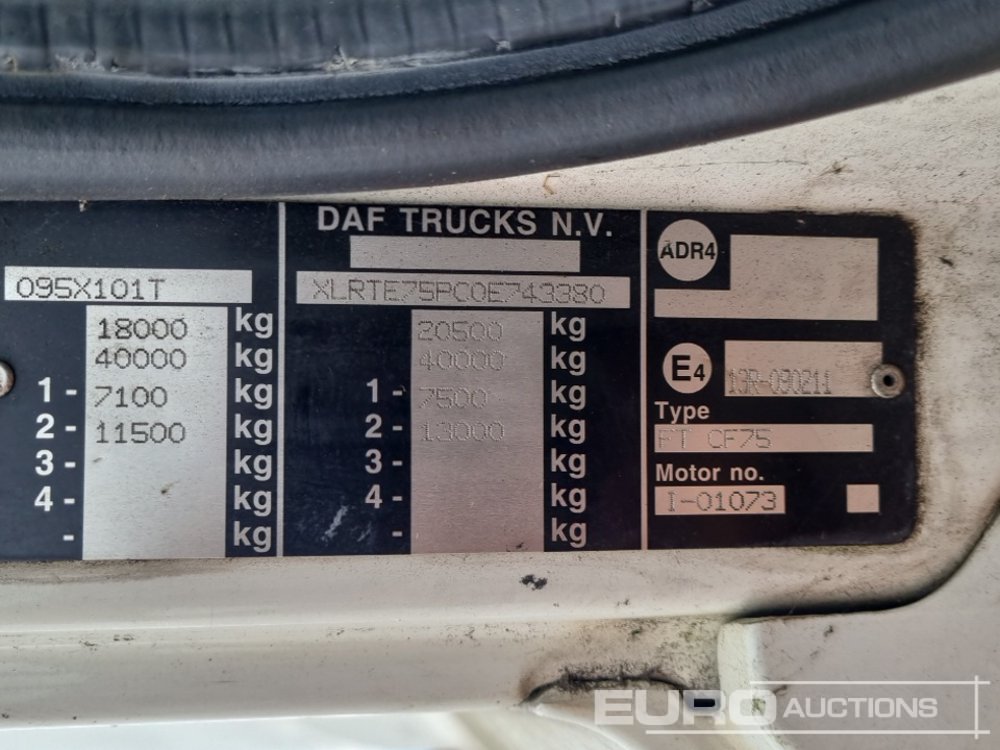 DAF TRUCKS N.V.
095X101T
XLRTE75PC0E743380
18000 kg
40000 kg
1 - 7100 kg
2 - 11500 kg
3 - kg
4 - kg
- kg
20500 kg
40000 kg
1 - 7500 kg
2 - 13000 kg
3 - kg
4 - kg
- kg
ADR4
E4 13R-090211
Type
FT CF75
Motor no.
I-01073
EURO AUCTIONS